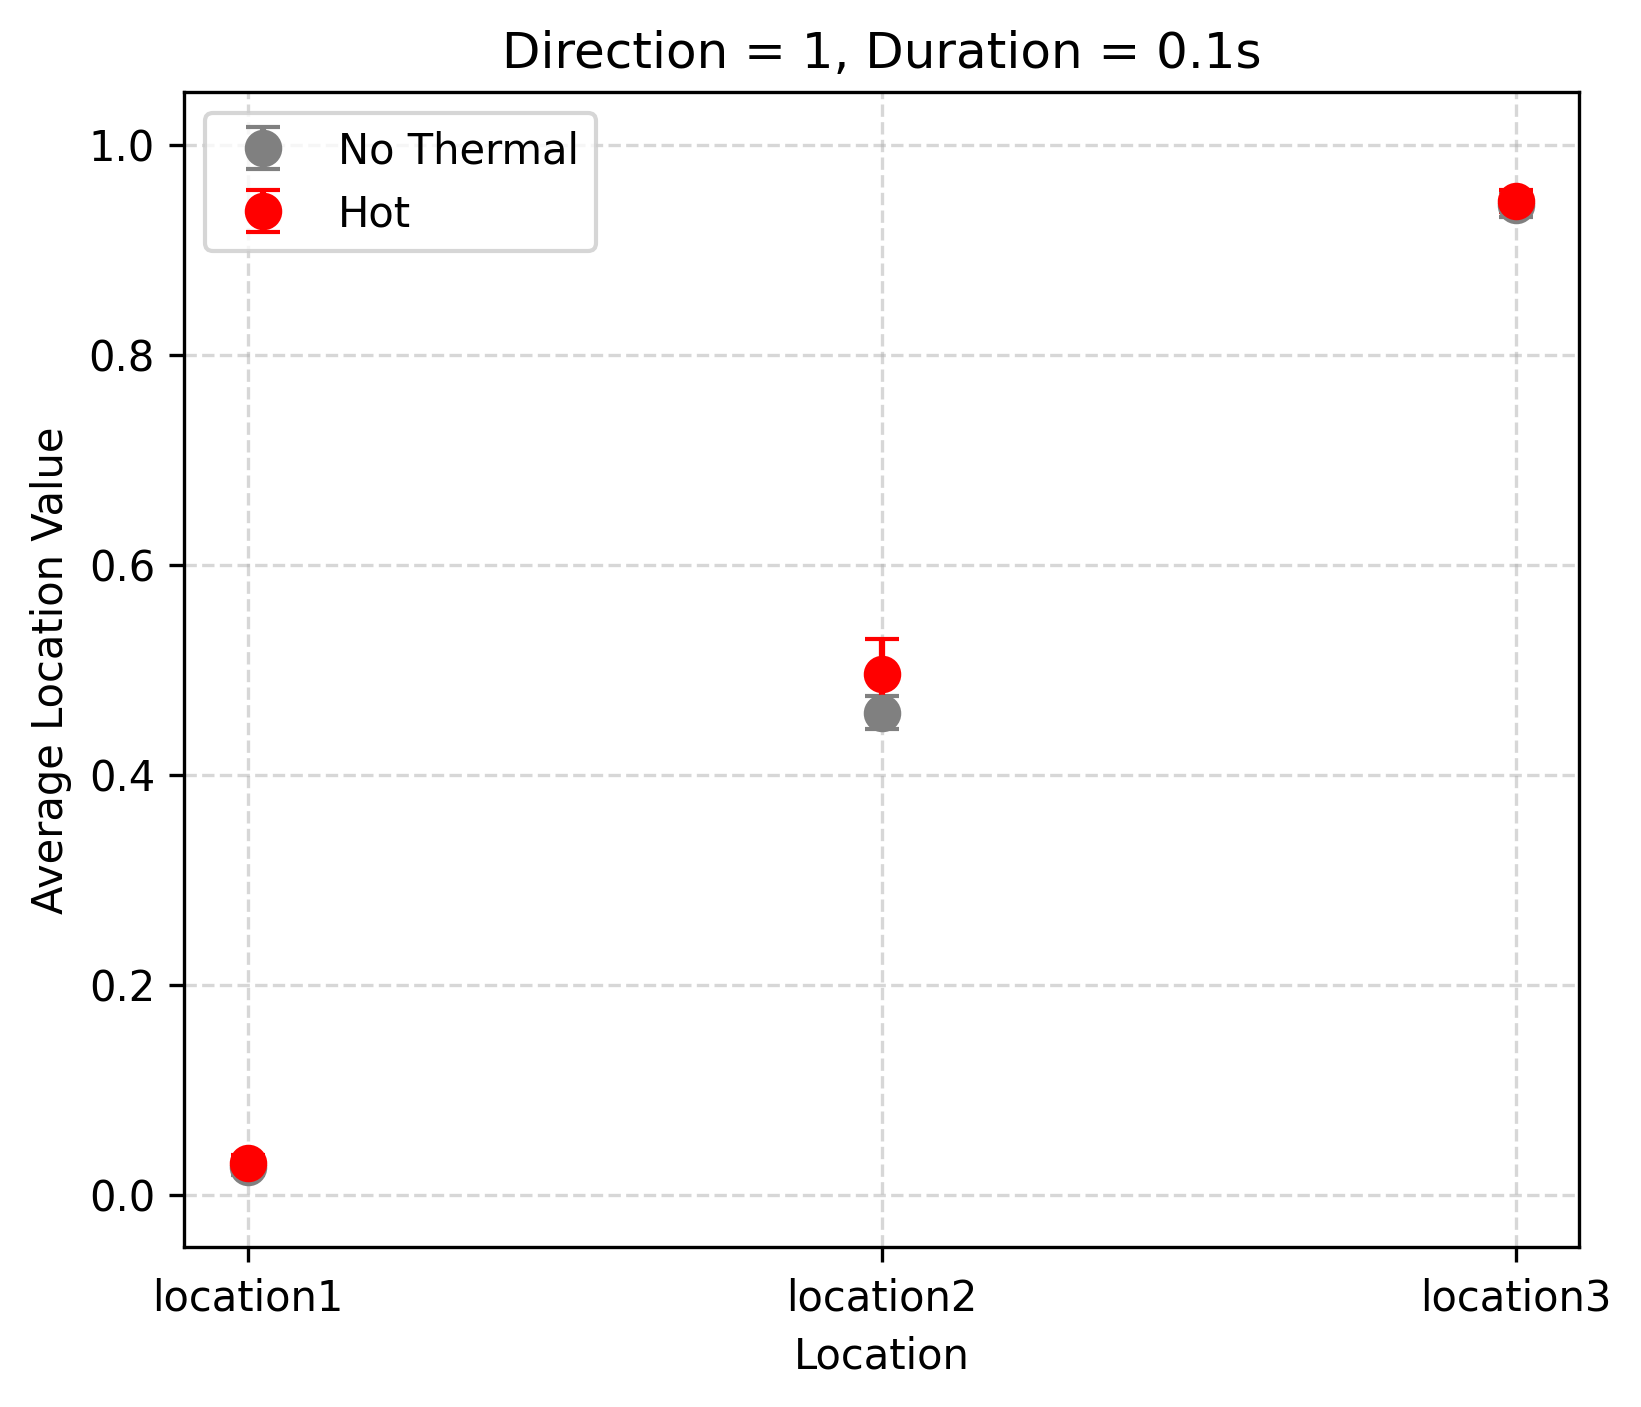 Direction = 1, Duration = 0.1s
No Thermal
Hot
1.0
0.8
0.6
0.4
0.2
0.0
Average Location Value
location1 location2 location3
Location